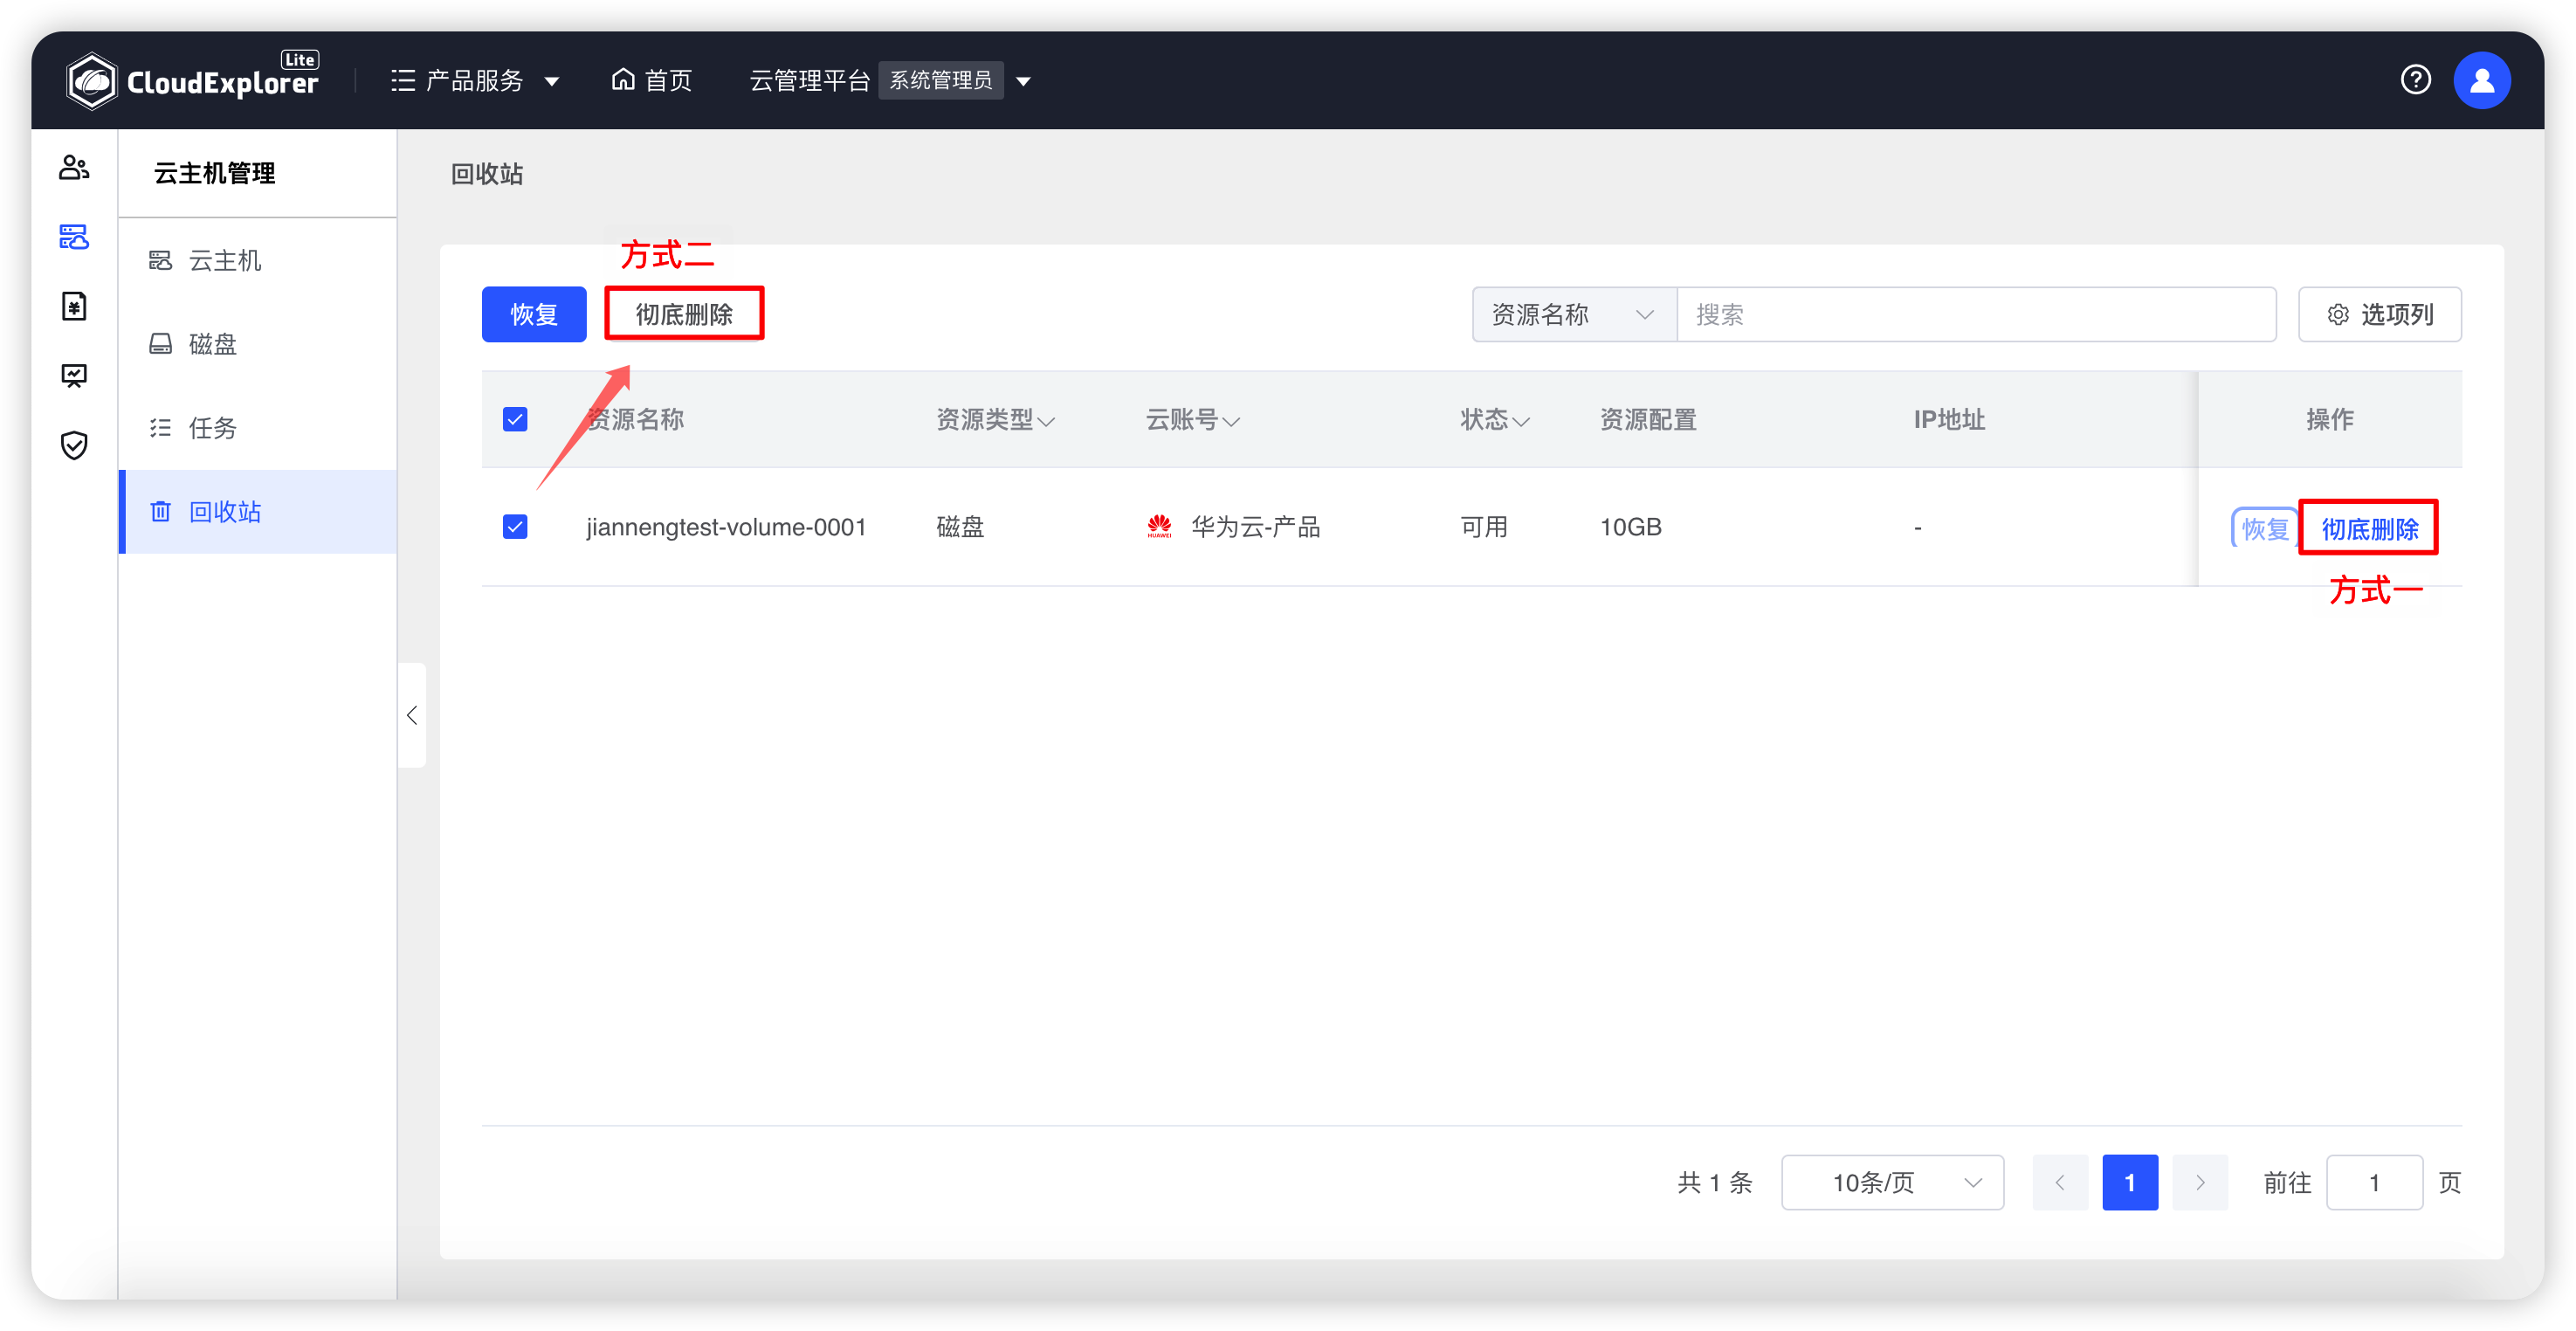 CloudExplorer Lite
产品服务
首页
云管理平台 系统管理员
云主机管理
云主机
磁盘
任务
回收站
回收站
方式二
恢复 彻底删除
资源名称 搜索 选项列
资源名称 资源类型 云账号 状态 资源配置 IP地址 操作
jiannengtest-volume-0001 磁盘 HUAWEI 华为云-产品 可用 10GB - 恢复 彻底删除
方式一
共 1 条 10条/页 1 前往 1 页